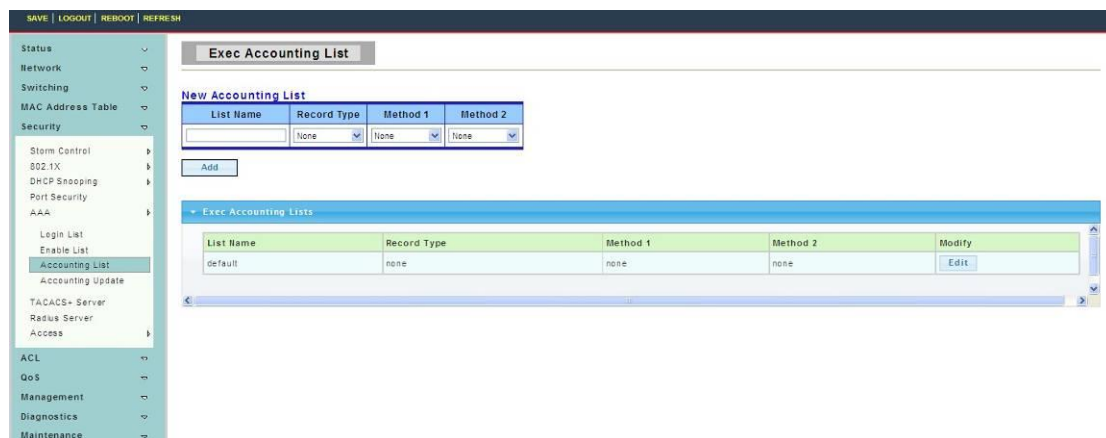 SAVE | LOGOUT | REBOOT | REFRESH
Status
Network
Switching
MAC Address Table
Security
Storm Control
802.1X
DHCP Snooping
Port Security
AAA
Login List
Enable List
Accounting List
Accounting Update
TACACS+ Server
Radius Server
Access
ACL
QoS
Management
Diagnostics
Maintenance
Exec Accounting List
New Accounting List
List Name Record Type Method 1 Method 2
None None None
Add
Exec Accounting Lists
List Name Record Type Method 1 Method 2 Modify
default none none none Edit